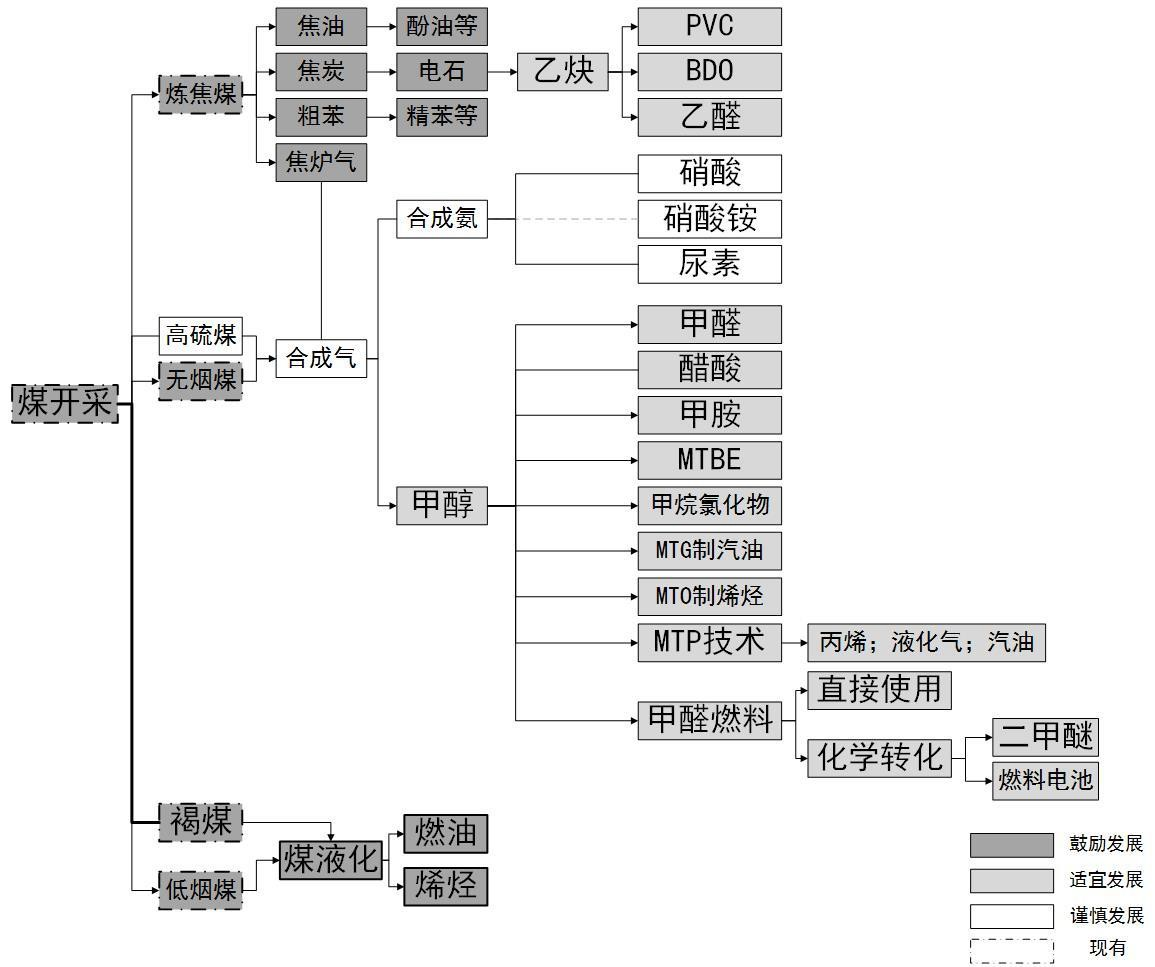 焦油
酚油等
PVC
焦炭
电石
乙炔
BDO
炼焦煤
粗苯
精苯等
乙醛
焦炉气
硝酸
合成氨
硝酸铵
尿素
高硫煤
合成气
无烟煤
煤开采
甲醛
醋酸
甲胺
MTBE
甲醇
甲烷氯化物
MTG制汽油
MTO制烯烃
MTP技术
丙烯；液化气；汽油
直接使用
甲醛燃料
化学转化
二甲醚
燃料电池
褐煤
煤液化
燃油
低烟煤
烯烃
鼓励发展
适宜发展
谨慎发展
现有